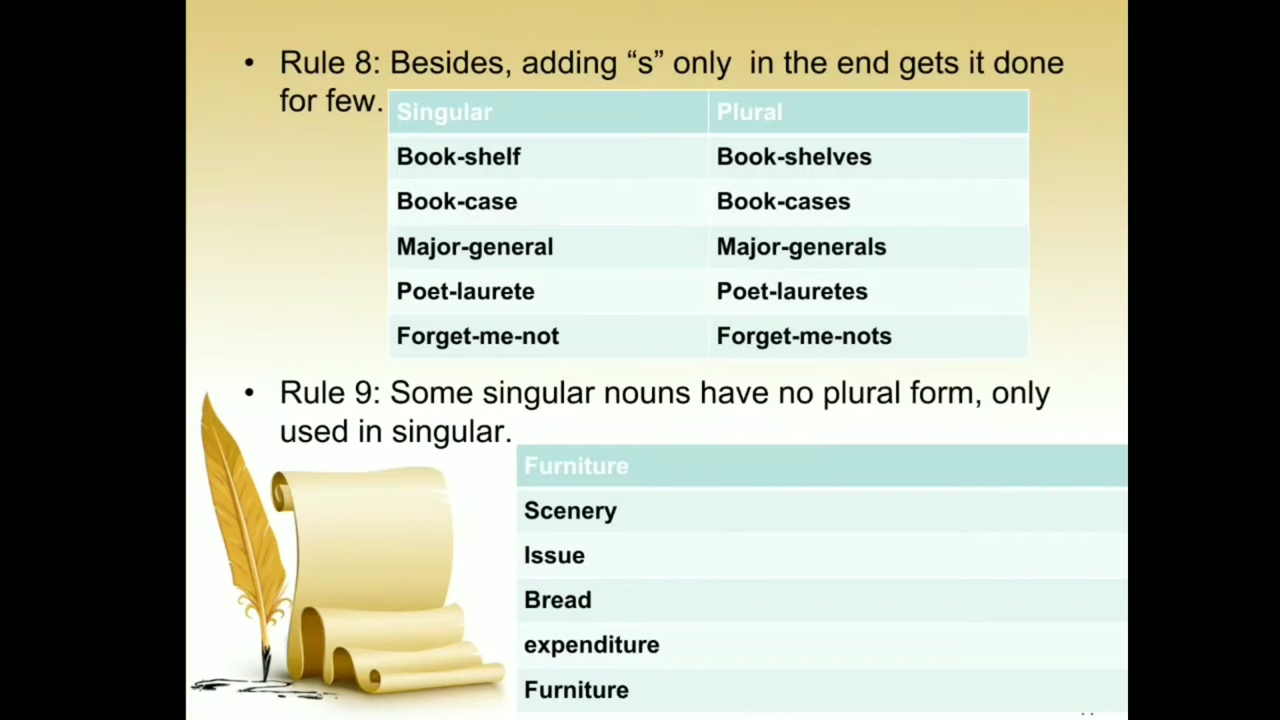 • Rule 8: Besides, adding “s” only in the end gets it done
for few.
Singular Plural
Book-shelf Book-shelves
Book-case Book-cases
Major-general Major-generals
Poet-laurete Poet-lauretes
Forget-me-not Forget-me-nots
• Rule 9: Some singular nouns have no plural form, only
used in singular.
Furniture
Scenery
Issue
Bread
expenditure
Furniture